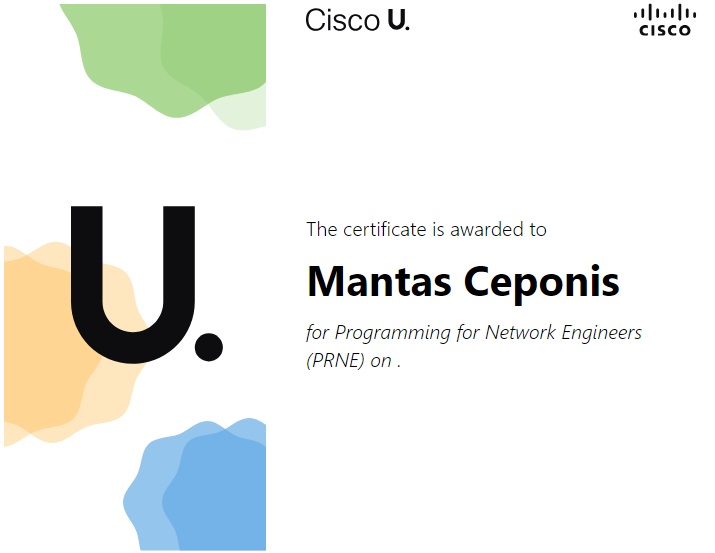 Cisco U.
CISCO
U.
The certificate is awarded to
Mantas Ceponis
for Programming for Network Engineers
(PRNE) on .